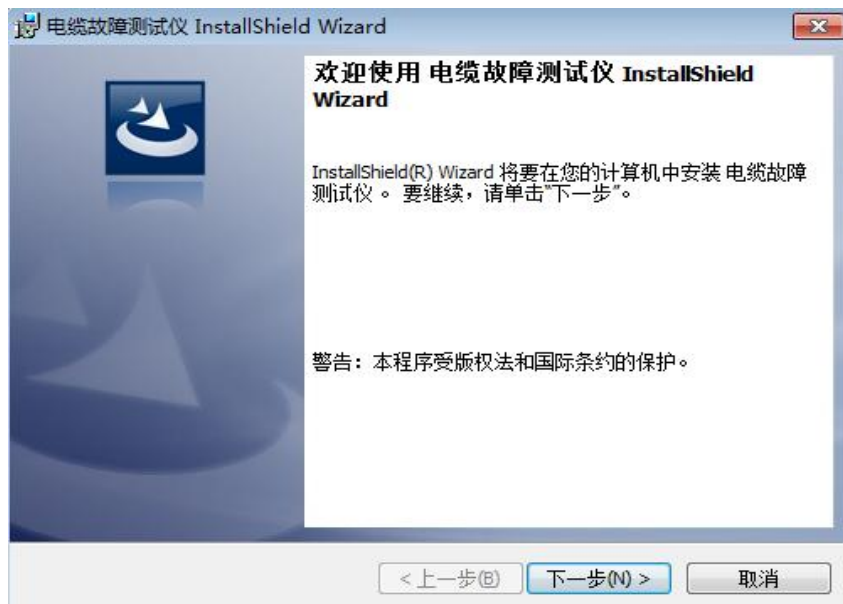 电缆故障测试仪 InstallShield Wizard
欢迎使用 电缆故障测试仪 InstallShield
Wizard
InstallShield(R) Wizard 将要在您的计算机中安装 电缆故障
测试仪 。 要继续，请单击“下一步”。
警告：本程序受版权法和国际条约的保护。
< 上一步(B) 下一步(N) > 取消